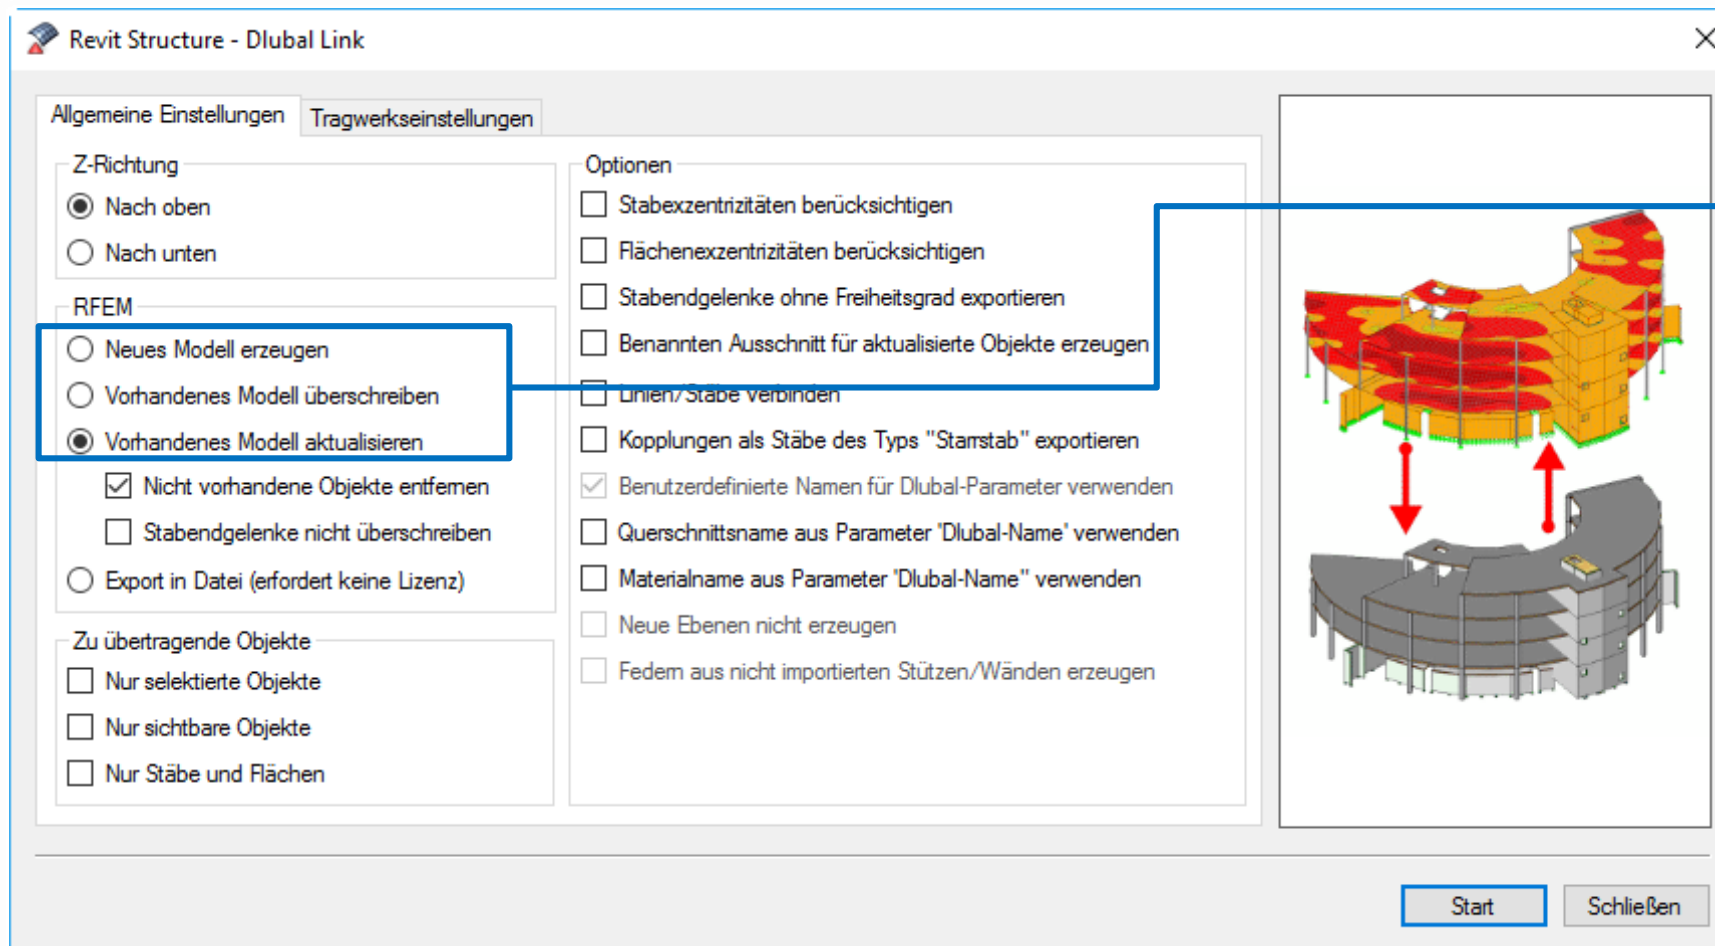 Revit Structure - Dlubal Link
Allgemeine Einstellungen
Tragwerkseinstellungen
Z-Richtung
Nach oben
Nach unten
RFEM
Neues Modell erzeugen
Vorhandenes Modell überschreiben
Vorhandenes Modell aktualisieren
Nicht vorhandene Objekte entfernen
Stabendgelenke nicht überschreiben
Export in Datei (erfordert keine Lizenz)
Zu übertragende Objekte
Nur selektierte Objekte
Nur sichtbare Objekte
Nur Stäbe und Flächen
Optionen
Stabexzentrizitäten berücksichtigen
Flächenexzentrizitäten berücksichtigen
Stabendgelenke ohne Freiheitsgrad exportieren
Benannten Ausschnitt für aktualisierte Objekte erzeugen
Linien/Stäbe verbinden
Kopplungen als Stäbe des Typs "Starrstab" exportieren
Benutzerdefinierte Namen für Dlubal-Parameter verwenden
Querschnittsname aus Parameter 'Dlubal-Name' verwenden
Materialname aus Parameter 'Dlubal-Name'' verwenden
Neue Ebenen nicht erzeugen
Federn aus nicht importierten Stützen/Wänden erzeugen
Start
Schließen